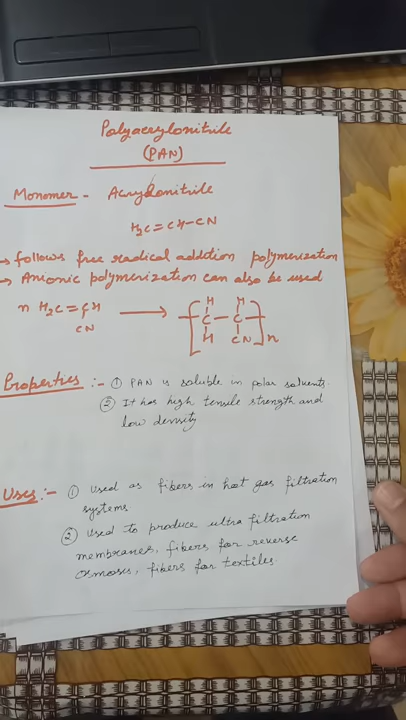 Polyacrylonitrile
(PAN)
Monomer - Acrylonitrile
H₂C=CH-CN
→ follows free radical addition polymerization
→ Anionic polymerization can also be used
n H₂C=CH ⟶ [ H H
C - C
CN H CN ]n
Properties :- ① PAN is soluble in polar solvents.
② It has high tensile strength and
low density
Uses :- ① Used as fibers in hot gas filtration
systems
② Used to produce ultra filtration
membranes, fibers for reverse
osmosis, fibers for textiles.